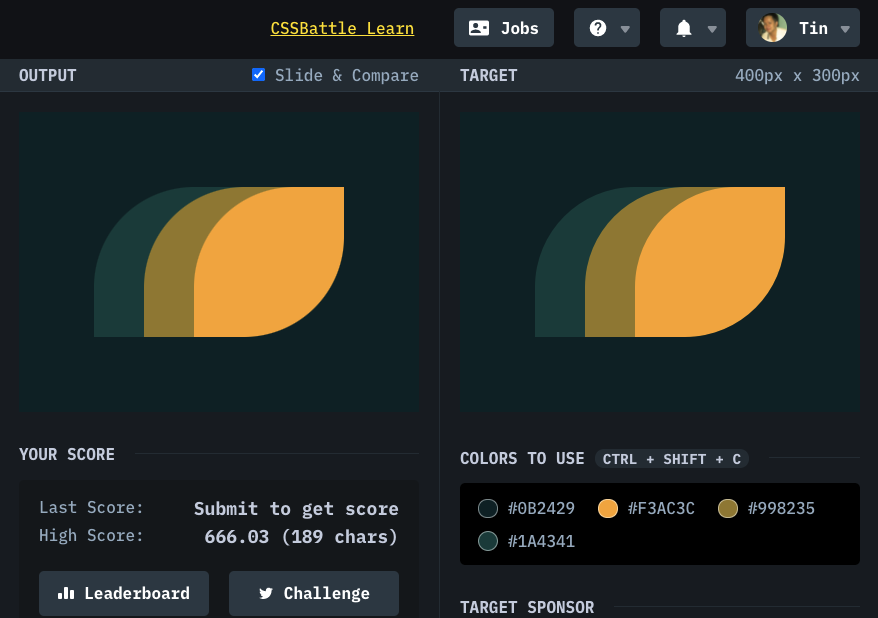 CSSBattle Learn Jobs Tin
OUTPUT Slide & Compare TARGET 400px x 300px
YOUR SCORE
COLORS TO USE CTRL + SHIFT + C
Last Score: Submit to get score
High Score: 666.03 (189 chars)
#0B2429 #F3AC3C #998235
#1A4341
Leaderboard Challenge
TARGET SPONSOR